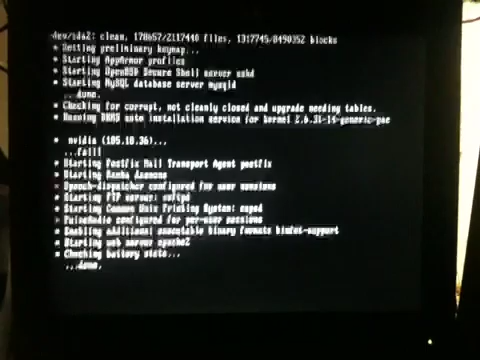 /dev/sda2: clean, 178657/2117440 files, 1317745/8490352 blocks
* Setting preliminary keymap...
* Starting AppArmor profiles
* Starting OpenBSD Secure Shell server sshd
* Starting MySQL database server mysqld
...done.
* Checking for corrupt, not cleanly closed and upgrade needing tables.
* Running DKMS auto installation service for kernel 2.6.31-14-generic-pae
* nvidia (185.18.36)...
...fail!
* Starting Postfix Mail Transport Agent postfix
* Starting Samba daemons
* Speech-dispatcher configured for user sessions
* Starting FTP server: vsftpd
* Starting Common Unix Printing System: cupsd
* PulseAudio configured for per-user sessions
* Enabling additional executable binary formats binfmt-support
* Starting web server apache2
* Checking battery state...
...done.